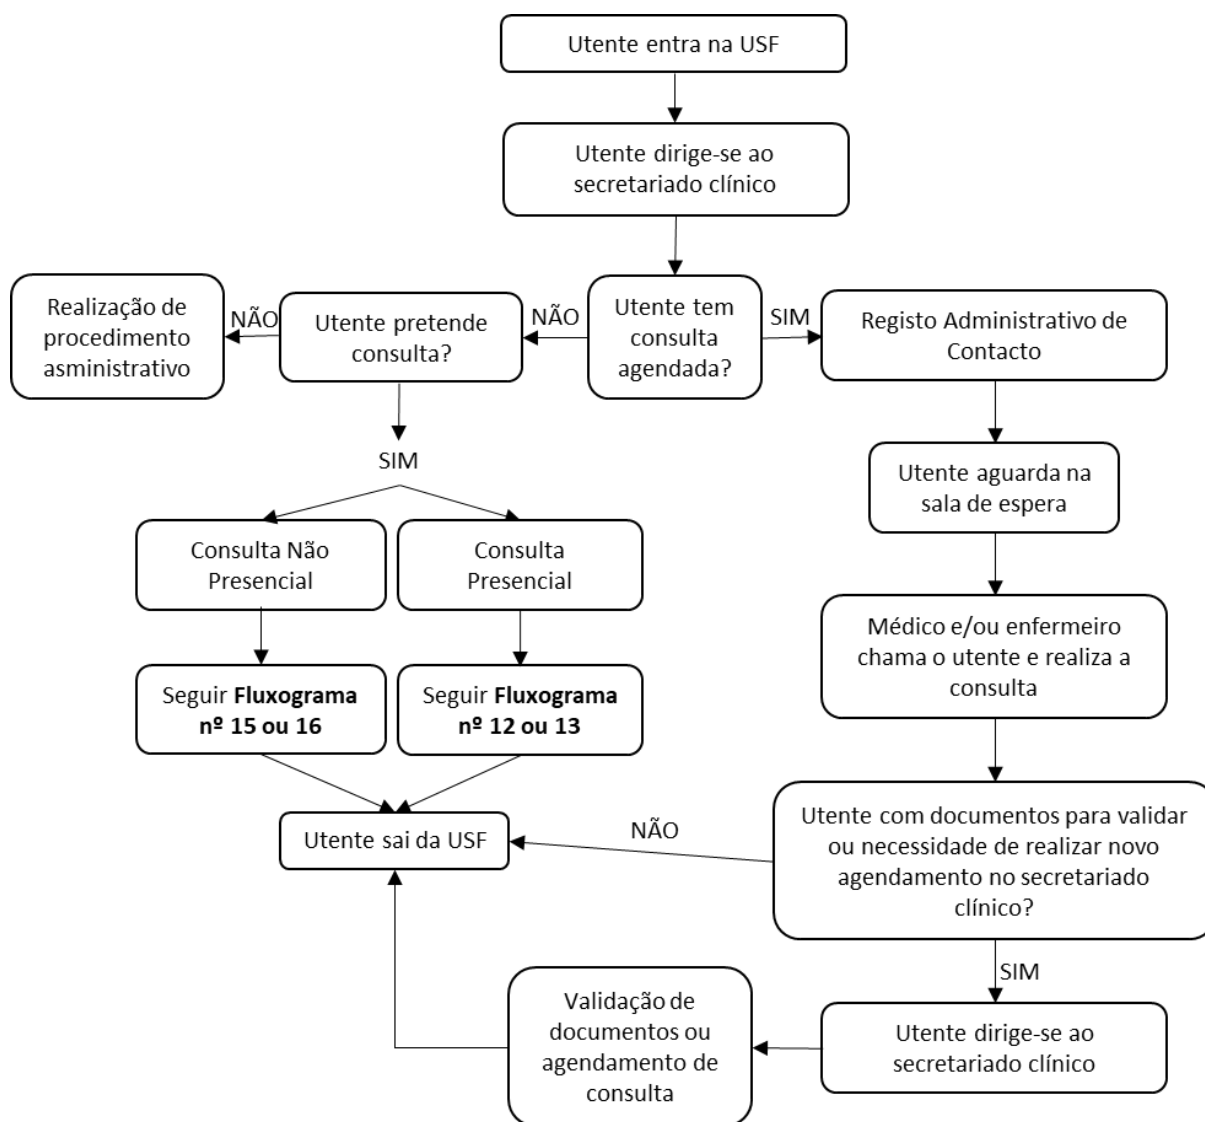 Utente entra na USF
Utente dirige-se ao
secretariado clínico
Realização de
procedimento
asministrativo
NÃO
Utente pretende
consulta?
NÃO
Utente tem
consulta
agendada?
SIM
Registo Administrativo de
Contacto
SIM
Utente aguarda na
sala de espera
Consulta Não
Presencial
Consulta
Presencial
Médico e/ou enfermeiro
chama o utente e realiza a
consulta
Seguir Fluxograma
nº 15 ou 16
Seguir Fluxograma
nº 12 ou 13
Utente sai da USF
NÃO
Utente com documentos para validar
ou necessidade de realizar novo
agendamento no secretariado
clínico?
SIM
Utente dirige-se ao
secretariado clínico
Validação de
documentos ou
agendamento de
consulta